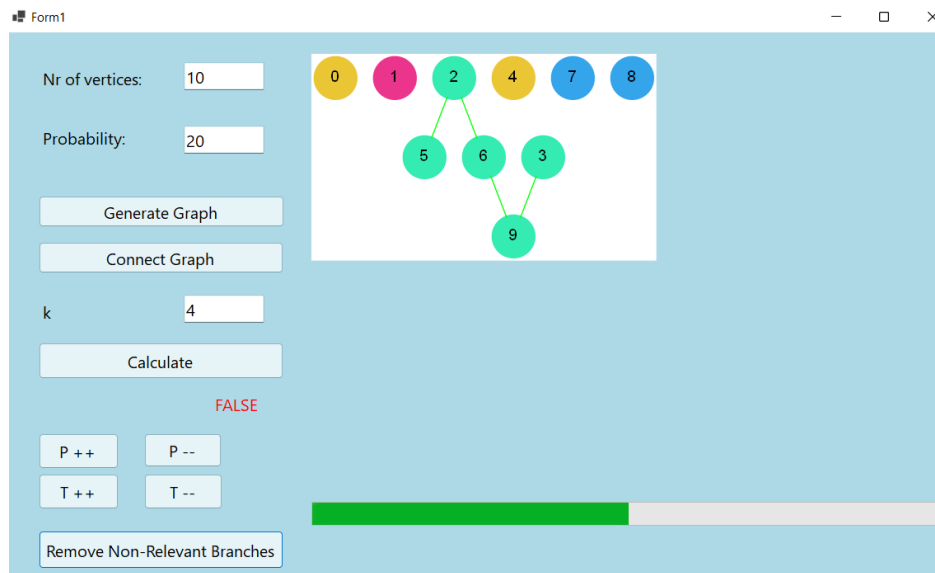 Form1
Nr of vertices: 10
Probability: 20
Generate Graph
Connect Graph
k 4
Calculate
FALSE
P ++ P --
T ++ T --
Remove Non-Relevant Branches
0 1 2 4 7 8
5 6 3
9